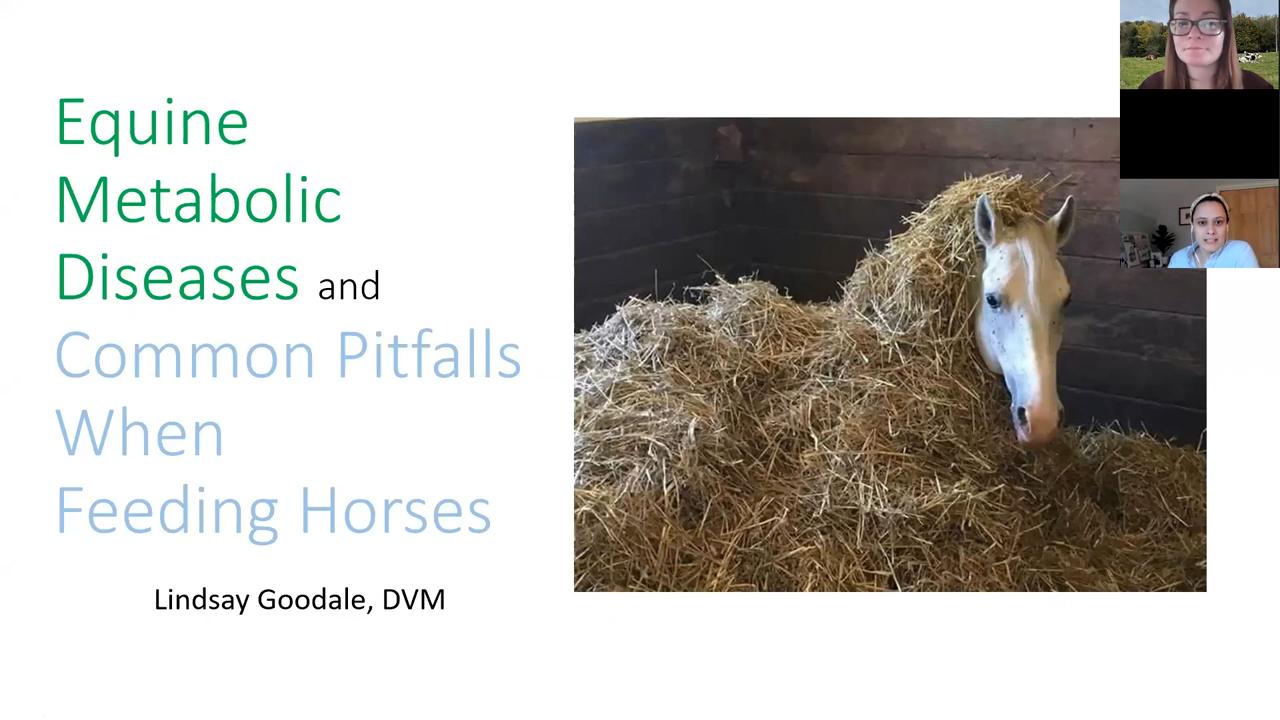 Equine
Metabolic
Diseases and
Common Pitfalls
When
Feeding Horses
Lindsay Goodale, DVM